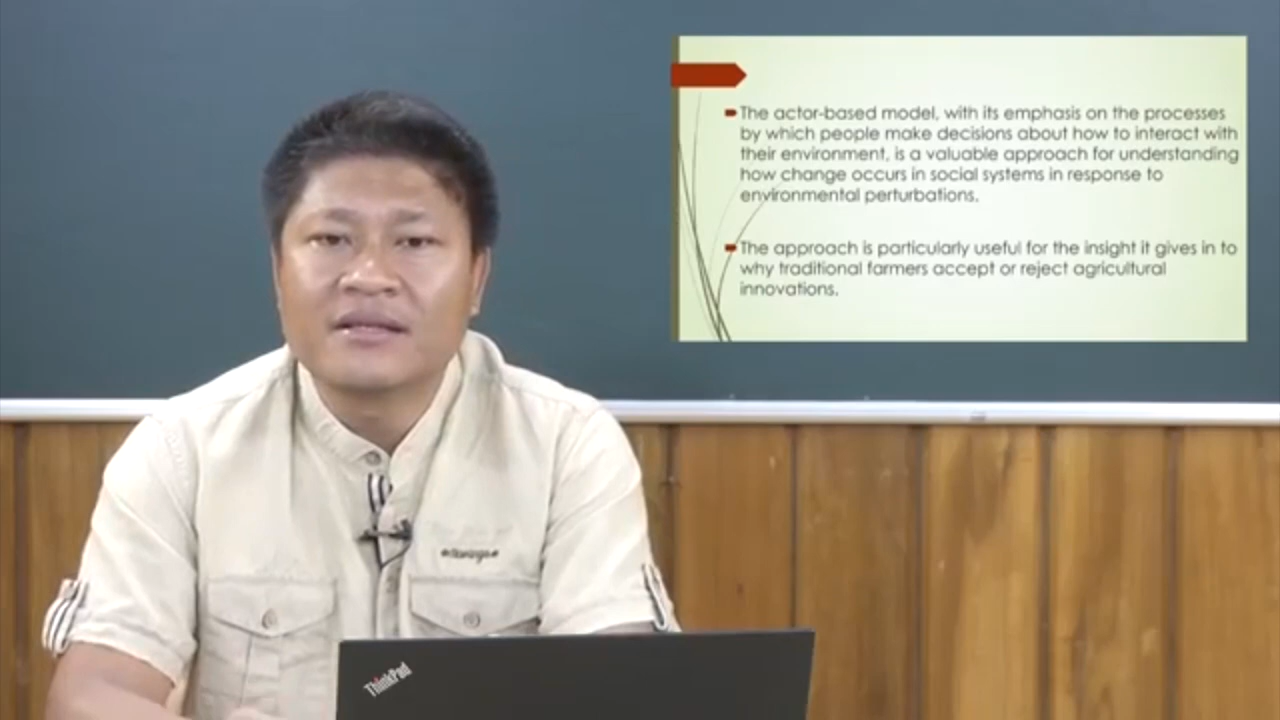 The actor-based model, with its emphasis on the processes
by which people make decisions about how to interact with
their environment, is a valuable approach for understanding
how change occurs in social systems in response to
environmental perturbations.
The approach is particularly useful for the insight it gives in to
why traditional farmers accept or reject agricultural
innovations.
ThinkPad